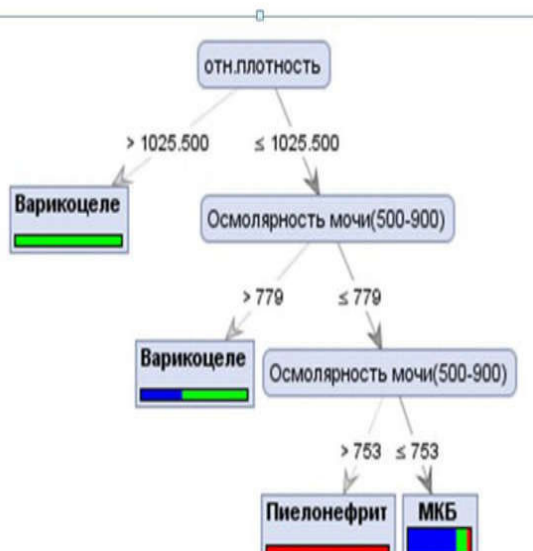 отн.плотность
> 1025.500
≤ 1025.500
Варикоцеле
Осмолярность мочи(500-900)
> 779
≤ 779
Варикоцеле
Осмолярность мочи(500-900)
> 753
≤ 753
Пиелонефрит
МКБ